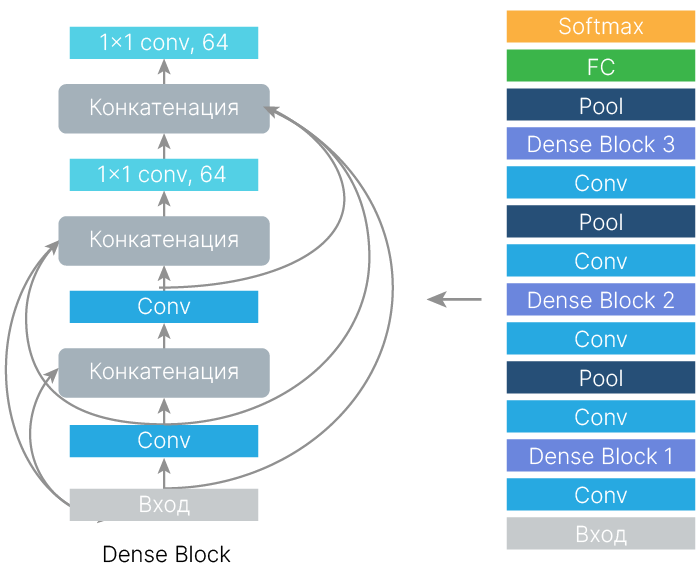 1×1 conv, 64
Конкатенация
1×1 conv, 64
Конкатенация
Conv
Конкатенация
Conv
Вход
Dense Block
Softmax
FC
Pool
Dense Block 3
Conv
Pool
Conv
Dense Block 2
Conv
Pool
Conv
Dense Block 1
Conv
Вход